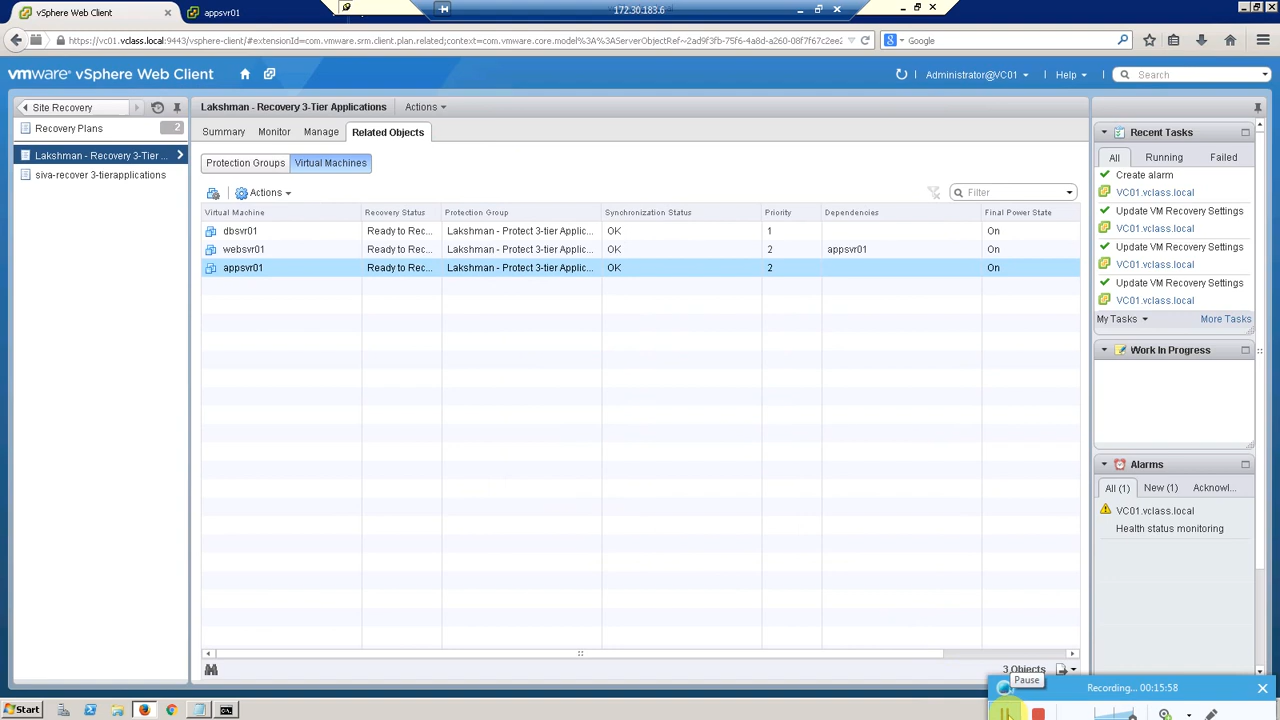 vSphere Web Client
appsvr01
172.30.183.6
https://vc01.vclass.local:9443/vsphere-client/#extensionId=com.vmware.srm.client.plan.related;context=com.vmware.core.model%3A%3AServerObjectRef~2ad9f3fb-75f6-4a8d-a260-08f7f67c2ee2
Google
vmware® vSphere Web Client
Administrator@VC01
Help
Search
Site Recovery
Recovery Plans 2
Lakshman - Recovery 3-Tier ...
siva-recover 3-tierapplications
Lakshman - Recovery 3-Tier Applications Actions
Summary Monitor Manage Related Objects
Protection Groups Virtual Machines
Actions
Filter
Virtual Machine Recovery Status Protection Group Synchronization Status Priority Dependencies Final Power State
dbsvr01 Ready to Rec... Lakshman - Protect 3-tier Applic... OK 1 On
websvr01 Ready to Rec... Lakshman - Protect 3-tier Applic... OK 2 appsvr01 On
appsvr01 Ready to Rec... Lakshman - Protect 3-tier Applic... OK 2 On
3 Objects
Recent Tasks
All Running Failed
Create alarm
VC01.vclass.local
Update VM Recovery Settings
VC01.vclass.local
Update VM Recovery Settings
VC01.vclass.local
Update VM Recovery Settings
VC01.vclass.local
My Tasks More Tasks
Work In Progress
Alarms
All (1) New (1) Acknowl...
VC01.vclass.local
Health status monitoring
Pause
Recording... 00:15:58
Start